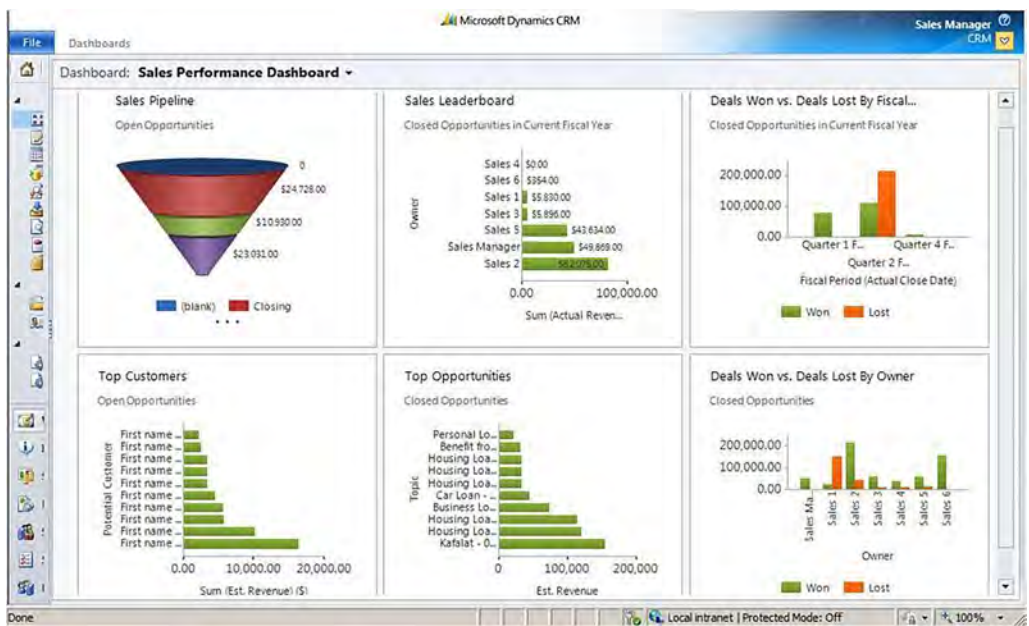 Microsoft Dynamics CRM
Sales Manager
CRM
File
Dashboards
Dashboard: Sales Performance Dashboard
Sales Pipeline
Open Opportunities
0
$24,728.00
$10,930.00
$23,031.00
(blank)
Closing
...
Sales Leaderboard
Closed Opportunities in Current Fiscal Year
Owner
Sales 4
$0.00
Sales 6
$354.00
Sales 1
$5,830.00
Sales 3
$5,896.00
Sales 5
$43,634.00
Sales Manager
$49,669.00
Sales 2
0.00
100,000.00
Sum (Actual Reven...
Deals Won vs. Deals Lost By Fiscal...
Closed Opportunities in Current Fiscal Year
200,000.00
100,000.00
0.00
Quarter 1 F...
Quarter 4 F...
Quarter 2 F...
Fiscal Period (Actual Close Date)
Won
Lost
Top Customers
Open Opportunities
Potential Customer
First name ...
First name ...
First name ...
First name ...
First name ...
First name ...
First name ...
First name ...
First name ...
First name ...
0.00
10,000.00
20,000.00
Sum (Est. Revenue) ($)
Top Opportunities
Closed Opportunities
Topic
Personal Lo...
Benefit fro...
Housing Loa...
Housing Loa...
Housing Loa...
Car Loan - ...
Business Lo...
Housing Loa...
Housing Loa...
Kafalat - 0...
0
100,000
200,000
Est. Revenue
Deals Won vs. Deals Lost By Owner
Closed Opportunities
200,000.00
100,000.00
0.00
Sales Ma...
Sales 1
Sales 2
Sales 3
Sales 4
Sales 5
Sales 6
Owner
Won
Lost
Done
Local intranet | Protected Mode: Off
100%